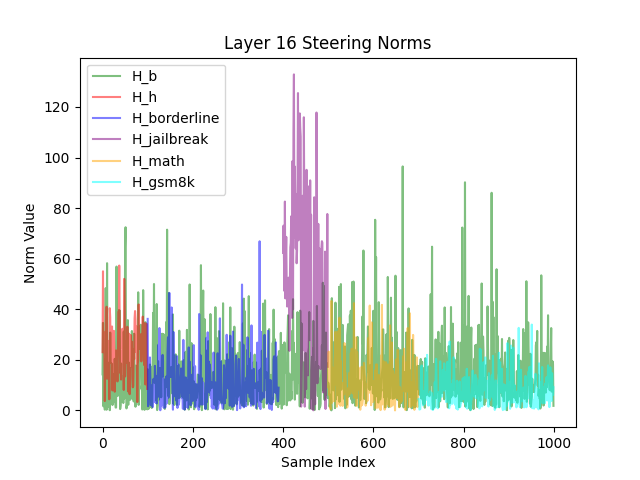 Layer 16 Steering Norms
H_b
H_h
H_borderline
H_jailbreak
H_math
H_gsm8k
Norm Value
120
100
80
60
40
20
0
0 200 400 600 800 1000
Sample Index